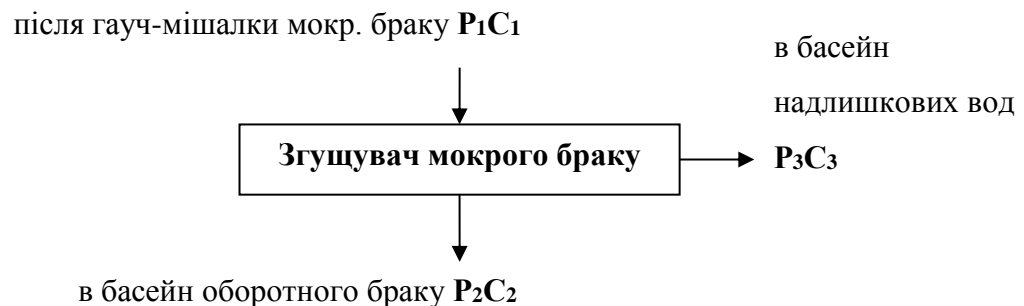 після гауч-мішалки мокр. браку P₁C₁
в басейн
надлишкових вод
P₃C₃
Згущувач мокрого браку
в басейн оборотного браку P₂C₂